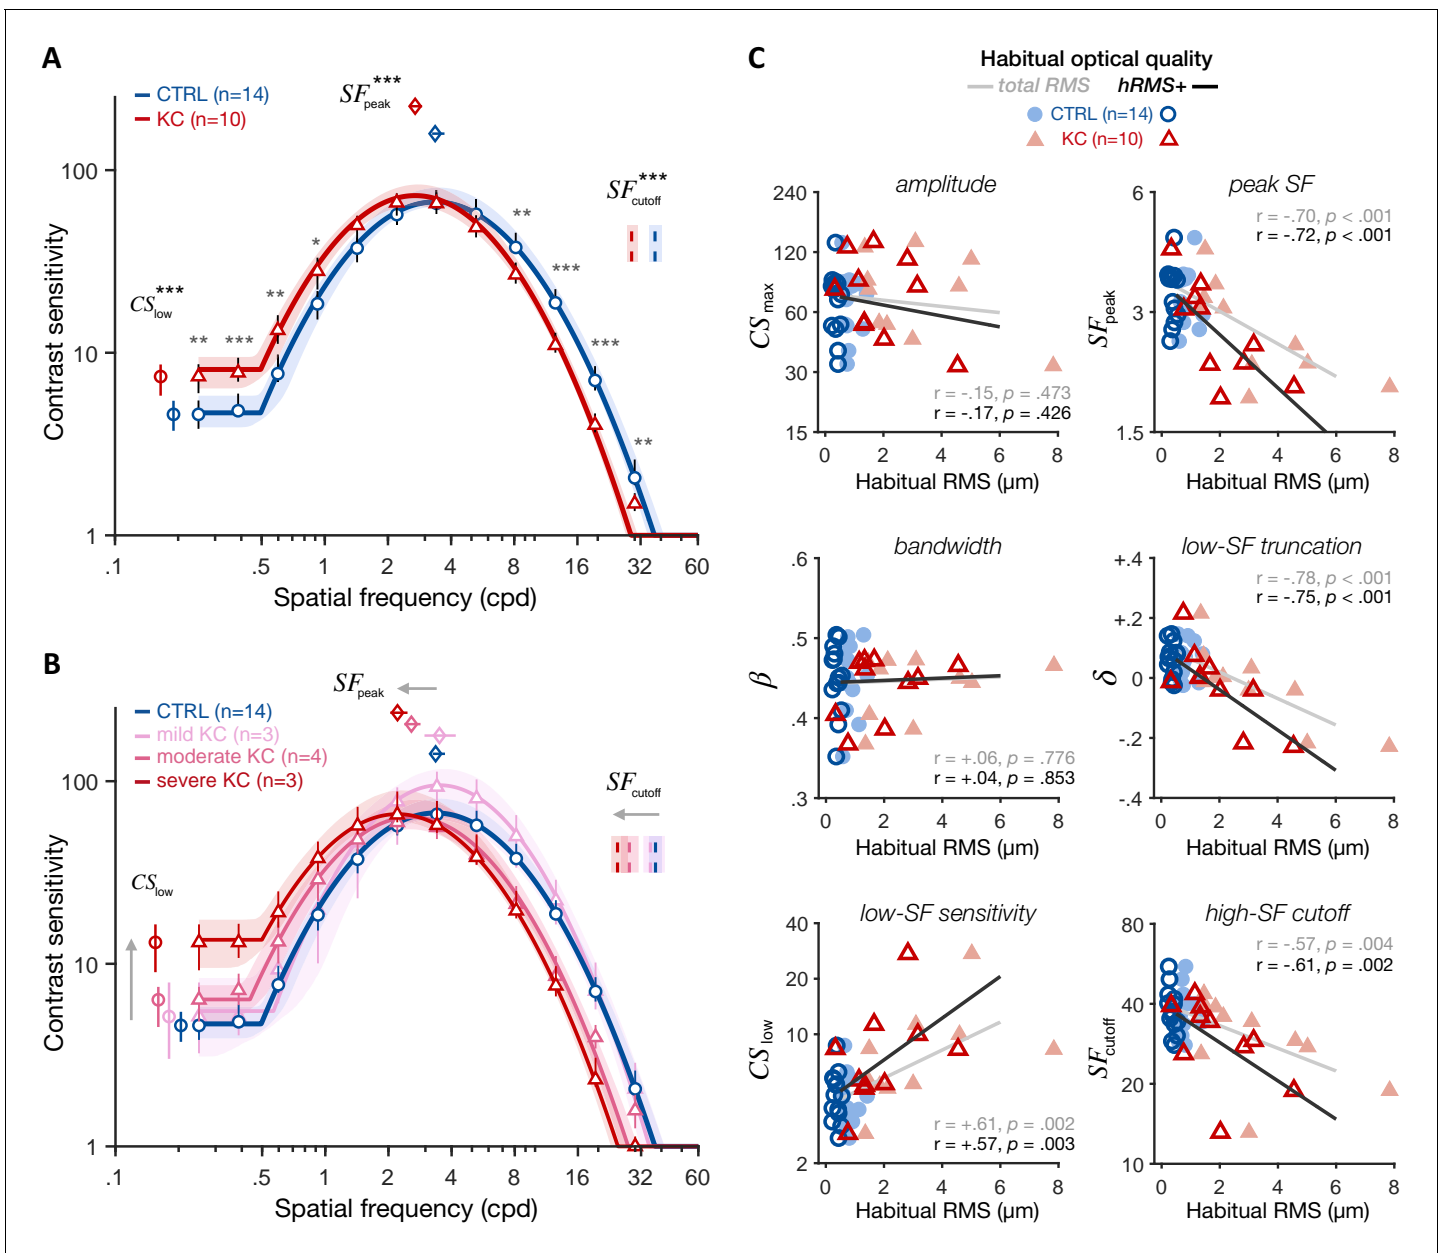 A
CTRL (n=14)
KC (n=10)
SFpeak***
SFcutoff***
CSlow***
**
***
**
*
**
***
***
**
Contrast sensitivity
100
10
1
.1
.5
1
2
4
8
16
32
60
Spatial frequency (cpd)
B
CTRL (n=14)
mild KC (n=3)
moderate KC (n=4)
severe KC (n=3)
SFpeak
SFcutoff
CSlow
Contrast sensitivity
100
10
1
.1
.5
1
2
4
8
16
32
60
Spatial frequency (cpd)
C
Habitual optical quality
total RMS hRMS+
CTRL (n=14)
KC (n=10)
amplitude
CSmax
240
120
60
30
15
r = -.15, p = .473
r = -.17, p = .426
0 2 4 6 8
Habitual RMS (μm)
peak SF
SFpeak
6
3
1.5
r = -.70, p < .001
r = -.72, p < .001
0 2 4 6 8
Habitual RMS (μm)
bandwidth
β
.6
.5
.4
.3
r = +.06, p = .776
r = +.04, p = .853
0 2 4 6 8
Habitual RMS (μm)
low-SF truncation
δ
+.4
+.2
0
-.2
-.4
r = -.78, p < .001
r = -.75, p < .001
0 2 4 6 8
Habitual RMS (μm)
low-SF sensitivity
CSlow
40
20
10
2
r = +.61, p = .002
r = +.57, p = .003
0 2 4 6 8
Habitual RMS (μm)
high-SF cutoff
SFcutoff
80
40
20
10
r = -.57, p = .004
r = -.61, p = .002
0 2 4 6 8
Habitual RMS (μm)